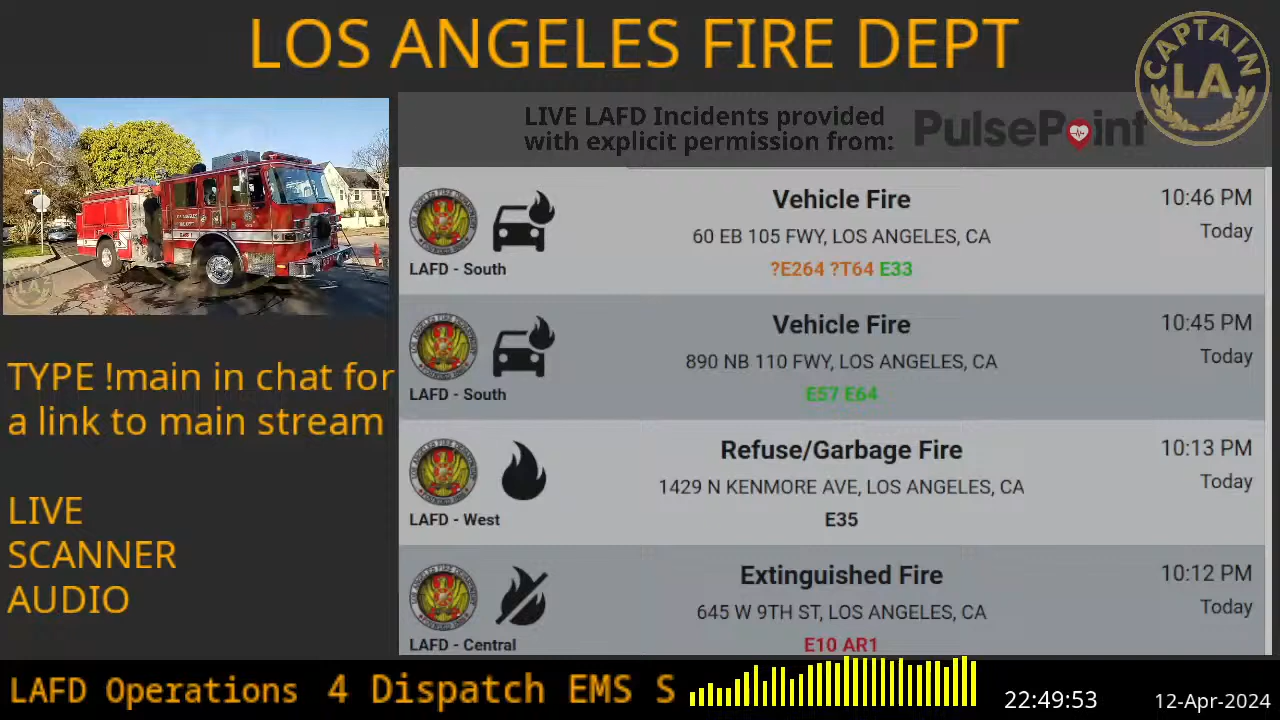 LOS ANGELES FIRE DEPT
CAPTAIN
LA
LIVE LAFD Incidents provided
with explicit permission from:
PulsePoint
Vehicle Fire
10:46 PM
60 EB 105 FWY, LOS ANGELES, CA
Today
LAFD - South
?E264 ?T64 E33
Vehicle Fire
10:45 PM
890 NB 110 FWY, LOS ANGELES, CA
Today
LAFD - South
E57 E64
Refuse/Garbage Fire
10:13 PM
1429 N KENMORE AVE, LOS ANGELES, CA
Today
LAFD - West
E35
Extinguished Fire
10:12 PM
645 W 9TH ST, LOS ANGELES, CA
Today
LAFD - Central
E10 AR1
TYPE !main in chat for
a link to main stream
LIVE
SCANNER
AUDIO
LAFD Operations 4 Dispatch EMS S
22:49:53
12-Apr-2024